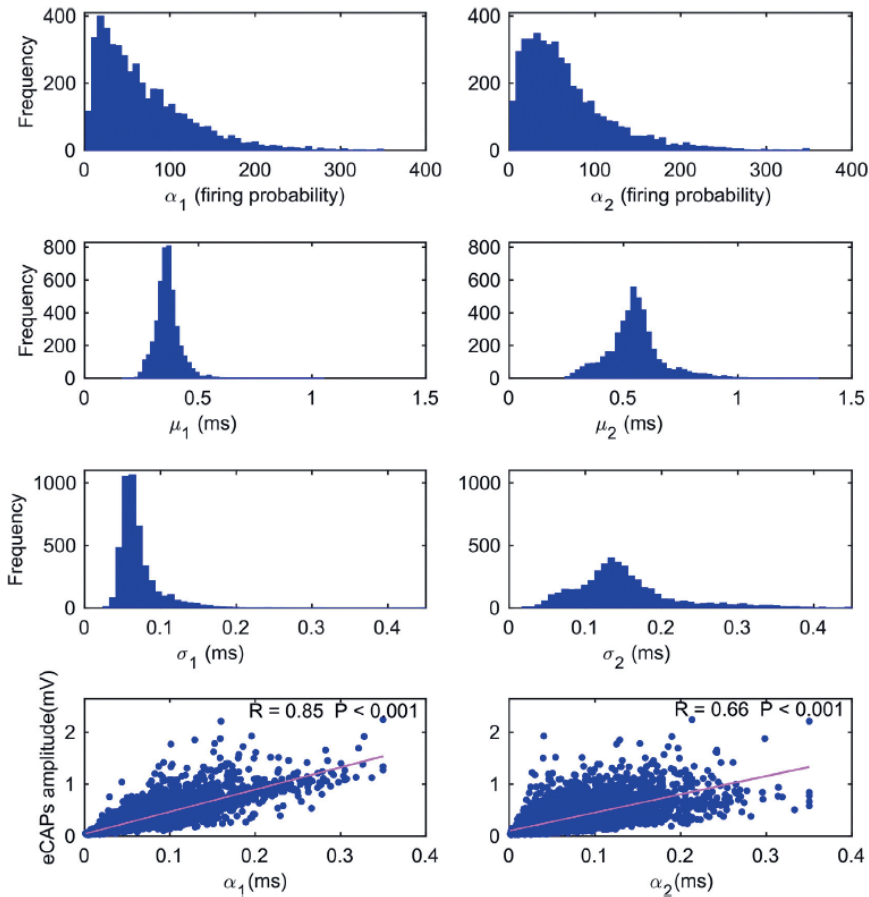 400
200
0
Frequency
0 100 200 300 400
α1 (firing probability)
400
200
0
0 100 200 300 400
α2 (firing probability)
800
600
400
200
0
Frequency
0 0.5 1 1.5
μ1 (ms)
800
600
400
200
0
0 0.5 1 1.5
μ2 (ms)
1000
500
0
Frequency
0 0.1 0.2 0.3 0.4
σ1 (ms)
1000
500
0
0 0.1 0.2 0.3 0.4
σ2 (ms)
R = 0.85 P < 0.001
2
1
0
eCAPs amplitude(mV)
0 0.1 0.2 0.3 0.4
α1(ms)
R = 0.66 P < 0.001
2
1
0
0 0.1 0.2 0.3 0.4
α2(ms)